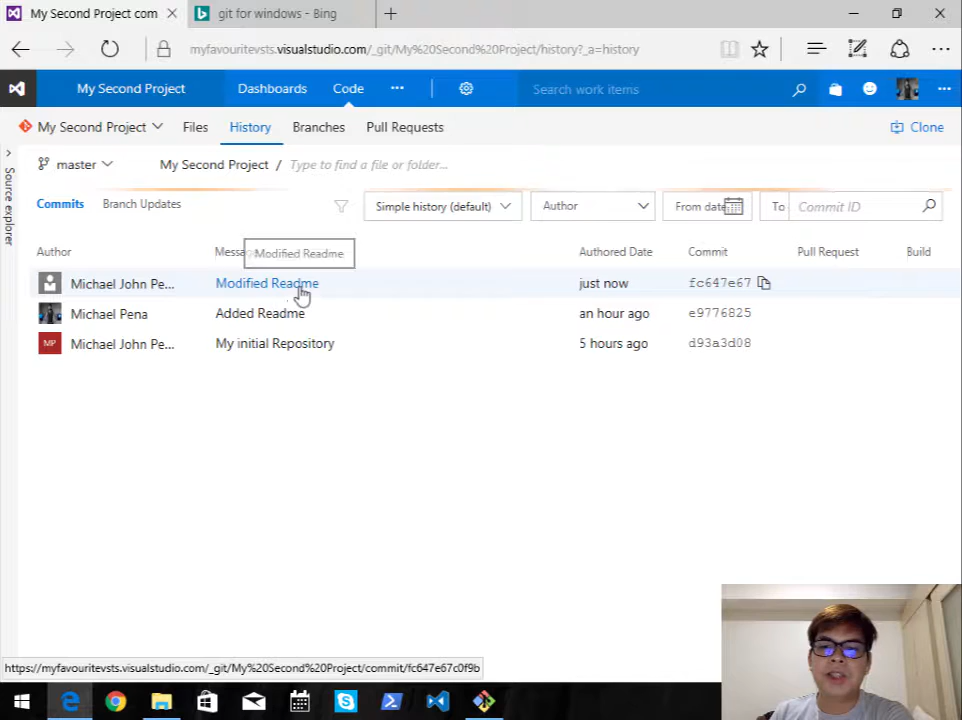 My Second Project com
git for windows - Bing
myfavouritevsts.visualstudio.com/_git/My%20Second%20Project/history?_a=history
My Second Project
Dashboards
Code
Search work items
My Second Project
Files
History
Branches
Pull Requests
Clone
master
My Second Project /
Type to find a file or folder...
Source explorer
Commits
Branch Updates
Simple history (default)
Author
From date
To
Commit ID
Author
Messa
Modified Readme
Authored Date
Commit
Pull Request
Build
Michael John Pe...
Modified Readme
just now
fc647e67
Michael Pena
Added Readme
an hour ago
e9776825
MP
Michael John Pe...
My initial Repository
5 hours ago
d93a3d08
https://myfavouritevsts.visualstudio.com/_git/My%20Second%20Project/commit/fc647e67c0f9b